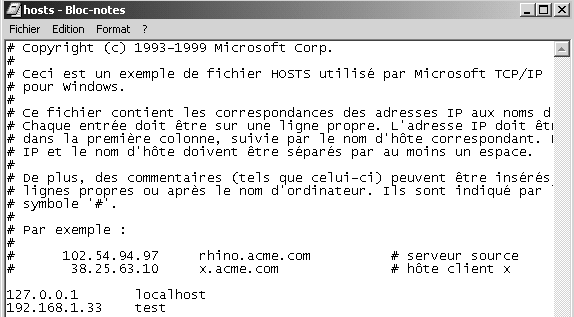 hosts - Bloc-notes
Fichier Edition Format ?
# Copyright (c) 1993-1999 Microsoft Corp.
#
# Ceci est un exemple de fichier HOSTS utilisé par Microsoft TCP/IP
# pour Windows.
#
# Ce fichier contient les correspondances des adresses IP aux noms d
# Chaque entrée doit être sur une ligne propre. L'adresse IP doit êt
# dans la première colonne, suivie par le nom d'hôte correspondant.
# IP et le nom d'hôte doivent être séparés par au moins un espace.
#
# De plus, des commentaires (tels que celui-ci) peuvent être insérés
# lignes propres ou après le nom d'ordinateur. Ils sont indiqué par
# symbole '#'.
#
# Par exemple :
#
# 102.54.94.97 rhino.acme.com # serveur source
# 38.25.63.10 x.acme.com # hôte client x
127.0.0.1 localhost
192.168.1.33 test